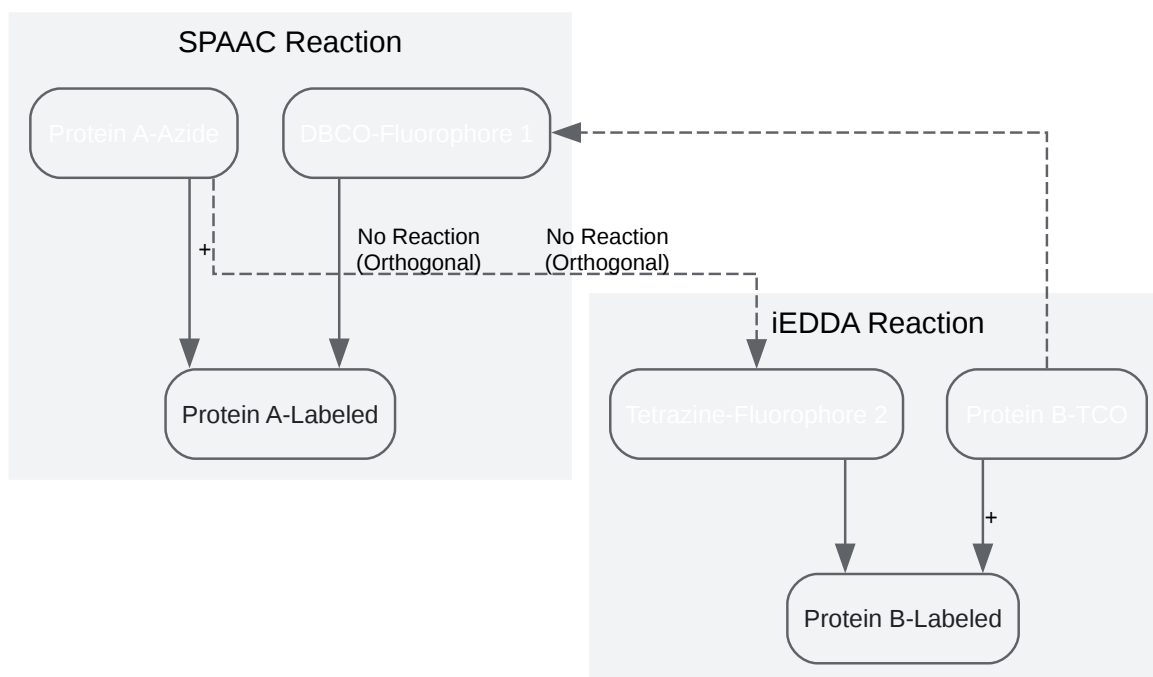 SPAAC Reaction
Protein A-Azide
DBCO-Fluorophore 1
+
No Reaction
(Orthogonal)
No Reaction
(Orthogonal)
Protein A-Labeled
iEDDA Reaction
Tetrazine-Fluorophore 2
Protein B-TCO
+
Protein B-Labeled